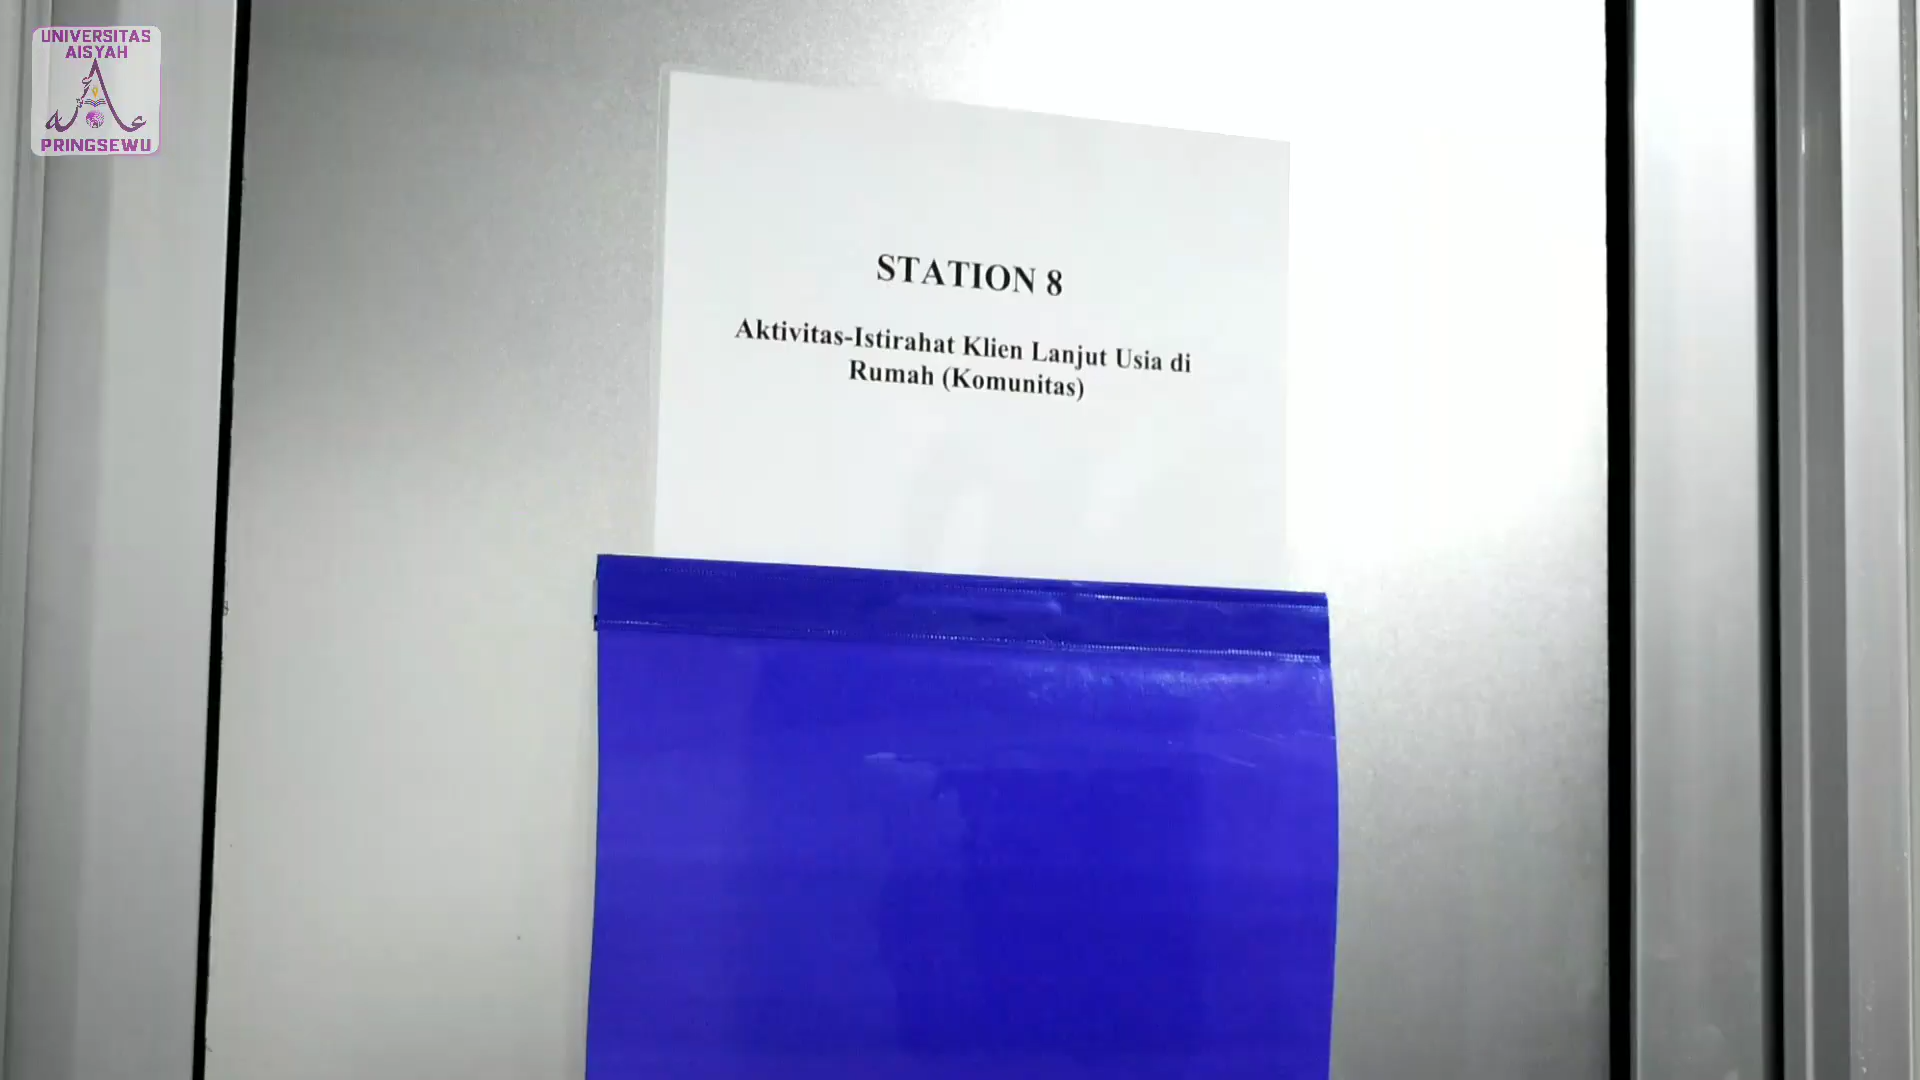 UNIVERSITAS
AISYAH
PRINGSEWU
STATION 8
Aktivitas-Istirahat Klien Lanjut Usia di
Rumah (Komunitas)